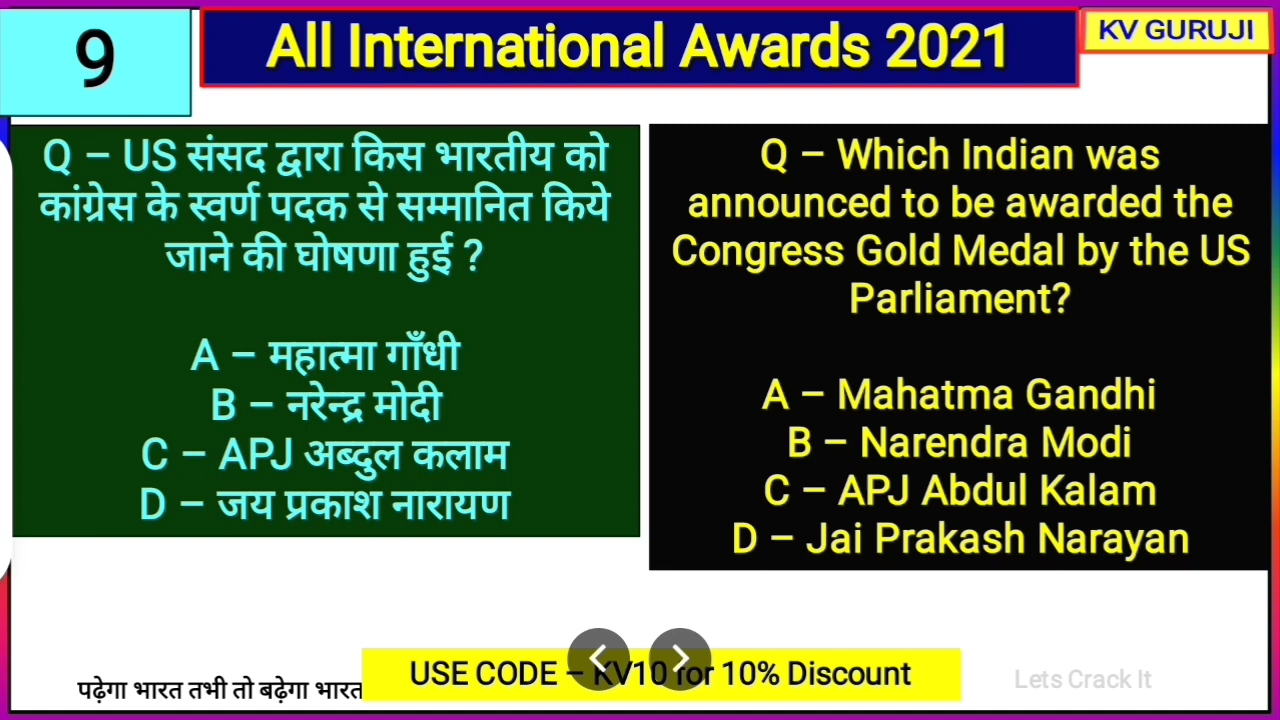 9
All International Awards 2021
KV GURUJI
Q – US संसद द्वारा किस भारतीय को
कांग्रेस के स्वर्ण पदक से सम्मानित किये
जाने की घोषणा हुई ?
A – महात्मा गाँधी
B – नरेन्द्र मोदी
C – APJ अब्दुल कलाम
D – जय प्रकाश नारायण
Q – Which Indian was
announced to be awarded the
Congress Gold Medal by the US
Parliament?
A – Mahatma Gandhi
B – Narendra Modi
C – APJ Abdul Kalam
D – Jai Prakash Narayan
पढ़ेगा भारत तभी तो बढ़ेगा भारत
USE CODE – KV10 for 10% Discount
Lets Crack It